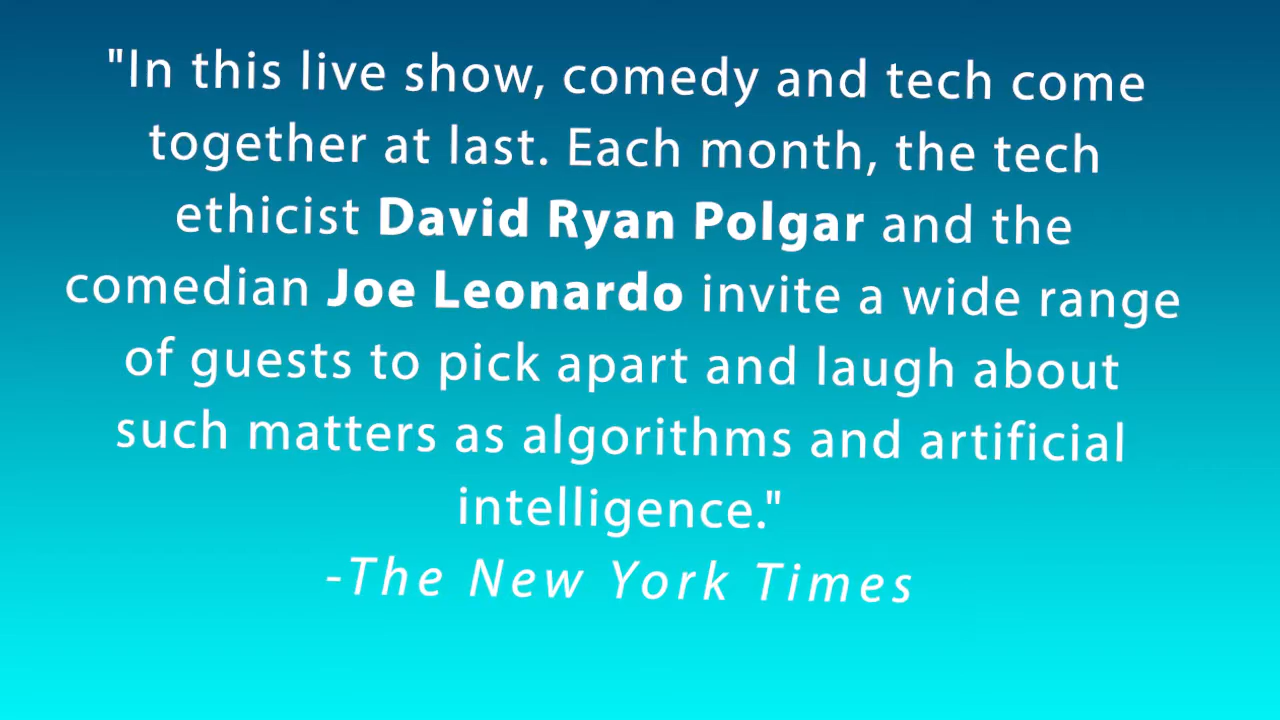 "In this live show, comedy and tech come
together at last. Each month, the tech
ethicist David Ryan Polgar and the
comedian Joe Leonardo invite a wide range
of guests to pick apart and laugh about
such matters as algorithms and artificial
intelligence."
-The New York Times